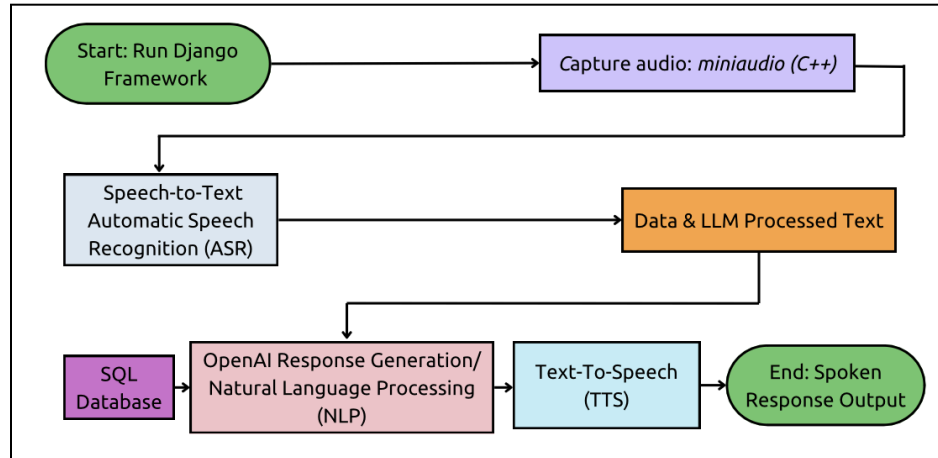 Start: Run Django
Framework
Capture audio: miniaudio (C++)
Speech-to-Text
Automatic Speech
Recognition (ASR)
Data & LLM Processed Text
SQL
Database
OpenAI Response Generation/
Natural Language Processing
(NLP)
Text-To-Speech
(TTS)
End: Spoken
Response Output